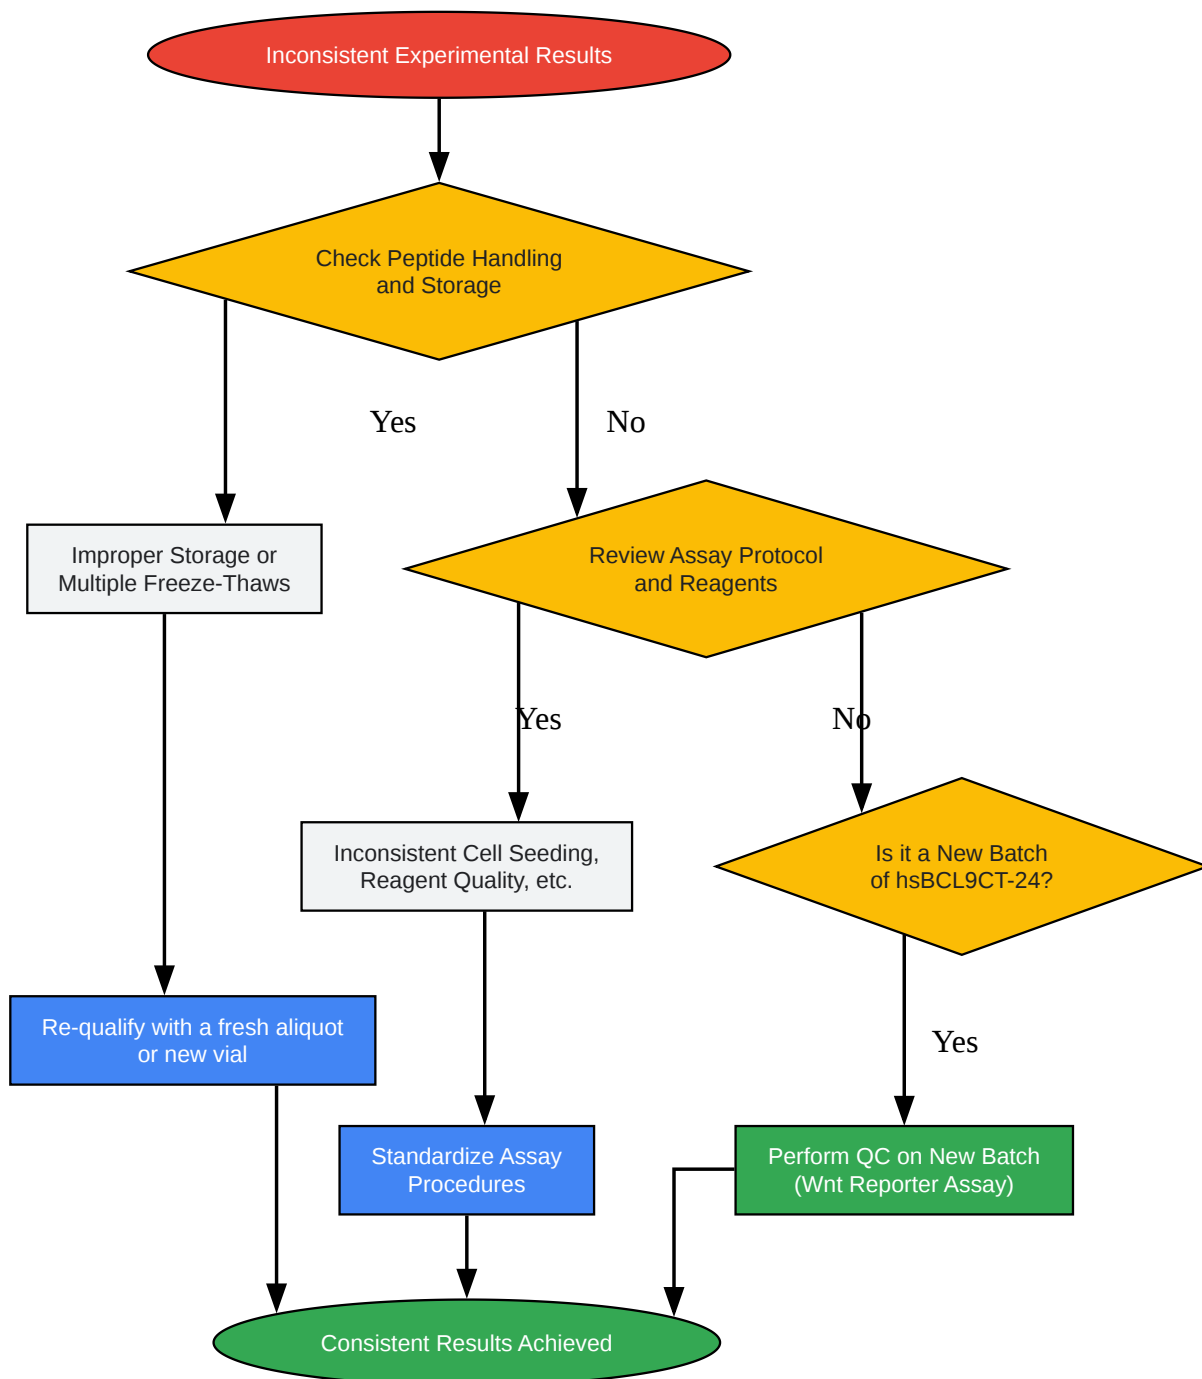 Inconsistent Experimental Results
Check Peptide Handling
and Storage
Yes
No
Improper Storage or
Multiple Freeze-Thaws
Review Assay Protocol
and Reagents
Yes
No
Inconsistent Cell Seeding,
Reagent Quality, etc.
Is it a New Batch
of hsBCL9CT-24?
Re-qualify with a fresh aliquot
or new vial
Yes
Standardize Assay
Procedures
Perform QC on New Batch
(Wnt Reporter Assay)
Consistent Results Achieved